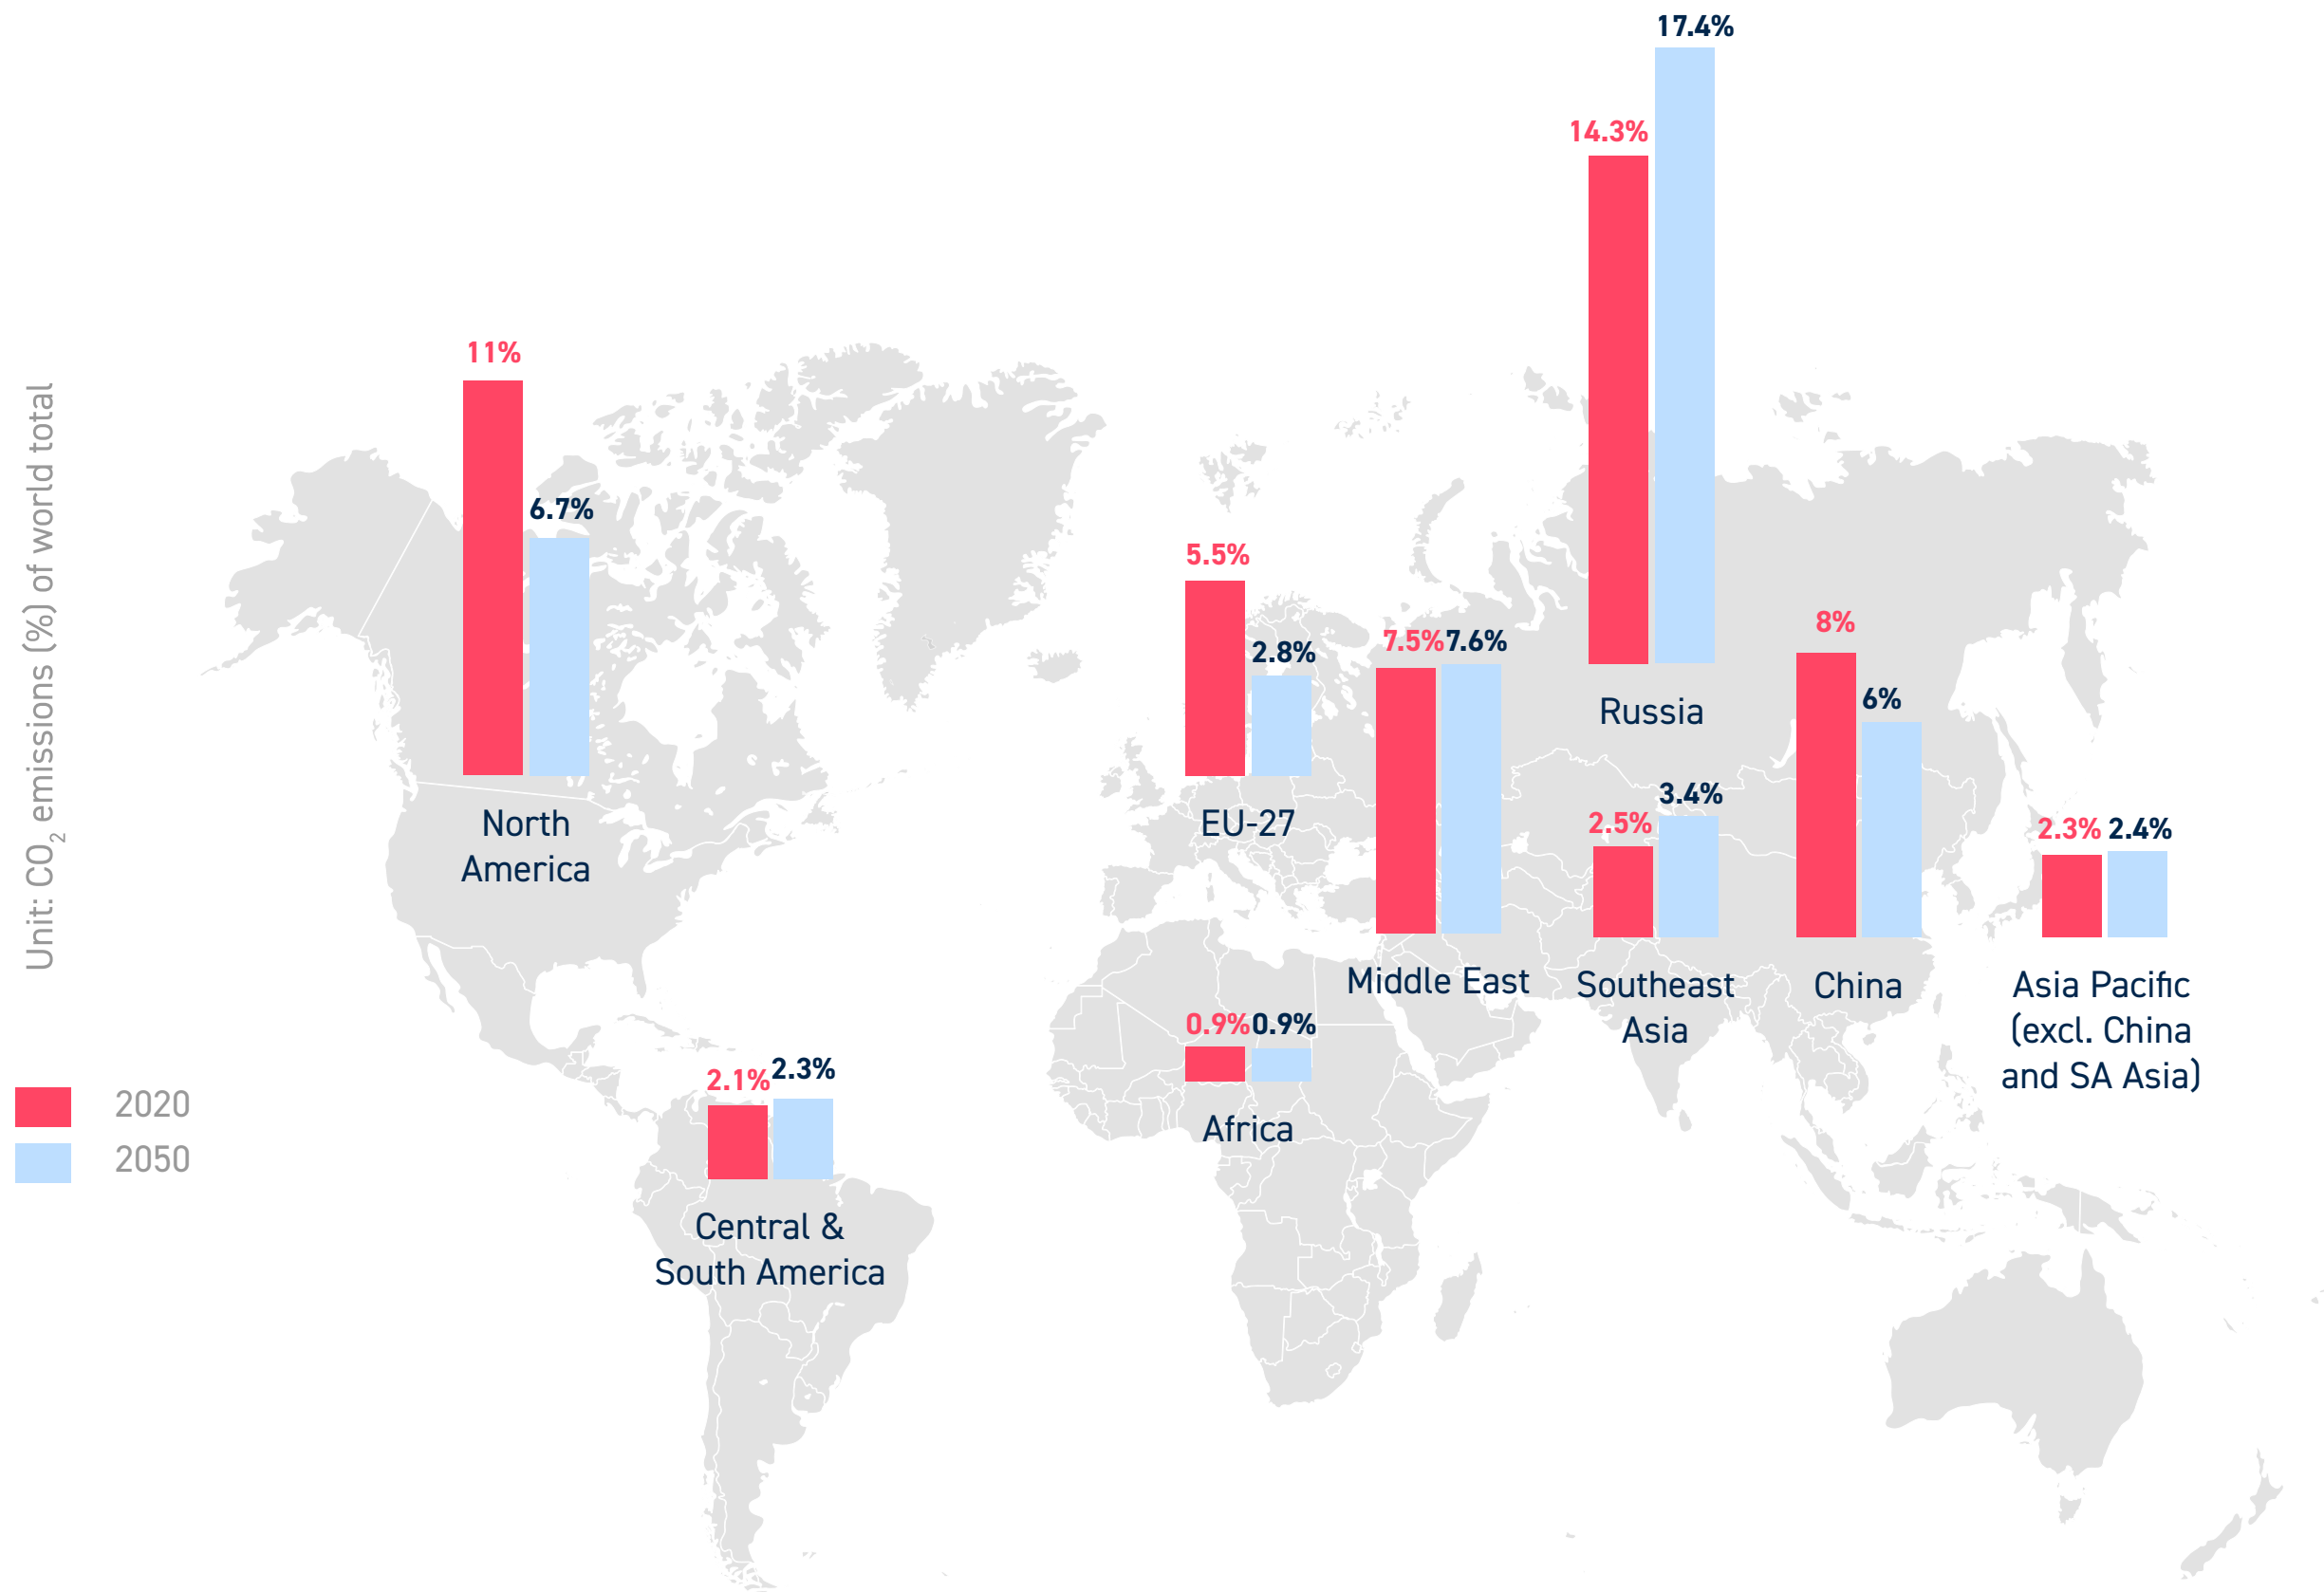 Unit: CO₂ emissions (%) of world total
2020
2050
11%
6.7%
North
America
2.1%
2.3%
Central &
South America
5.5%
2.8%
EU-27
0.9%
0.9%
Africa
7.5%
7.6%
Middle East
14.3%
17.4%
Russia
2.5%
3.4%
Southeast
Asia
8%
6%
China
2.3%
2.4%
Asia Pacific
(excl. China
and SA Asia)